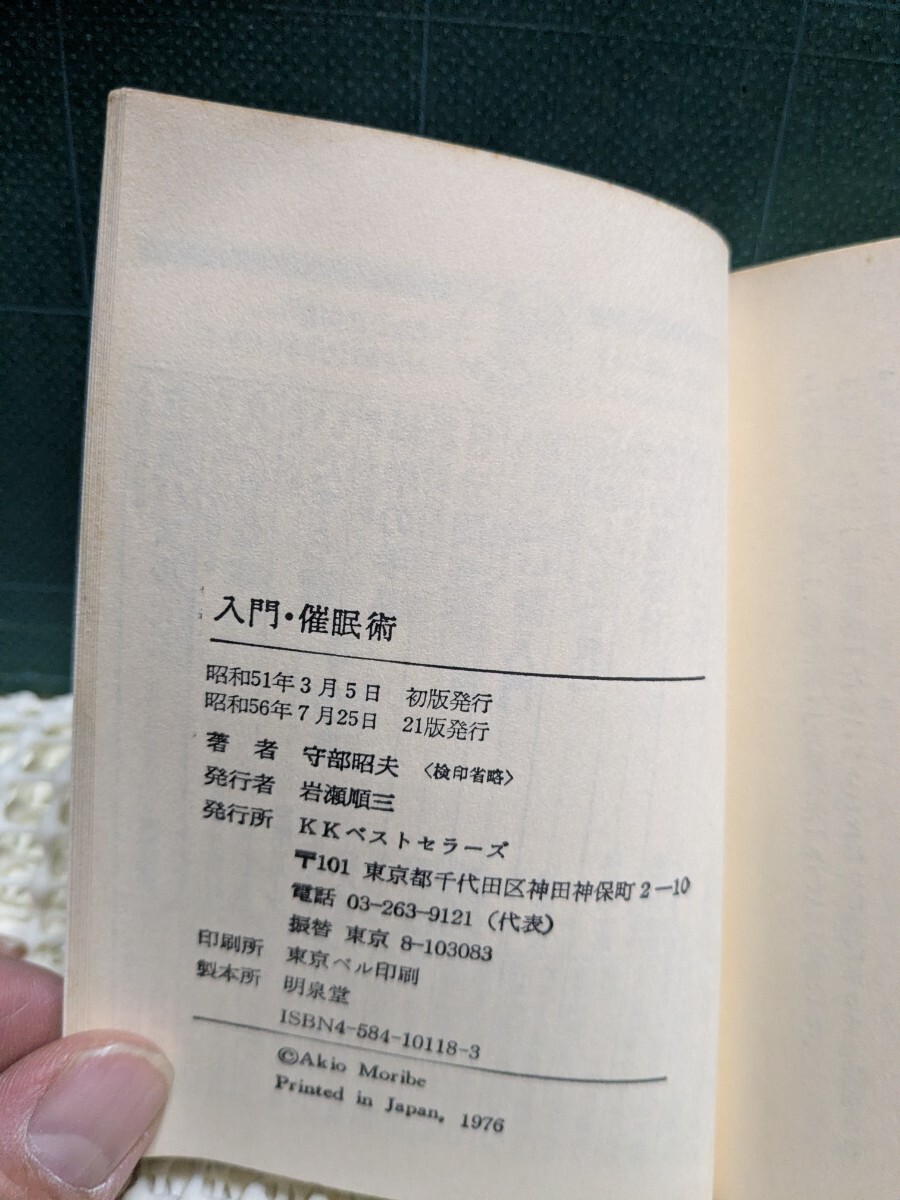 入門・催眠術
昭和51年3月5日 初版発行
昭和56年7月25日 21版発行
著者 守部昭夫 〈検印省略〉
発行者 岩瀬順三
発行所 KKベストセラーズ
〒101 東京都千代田区神田神保町2-10
電話 03-263-9121(代表)
振替 東京 8-103083
印刷所 東京ベル印刷
製本所 明泉堂
ISBN4-584-10118-3
©Akio Moribe
Printed in Japan, 1976